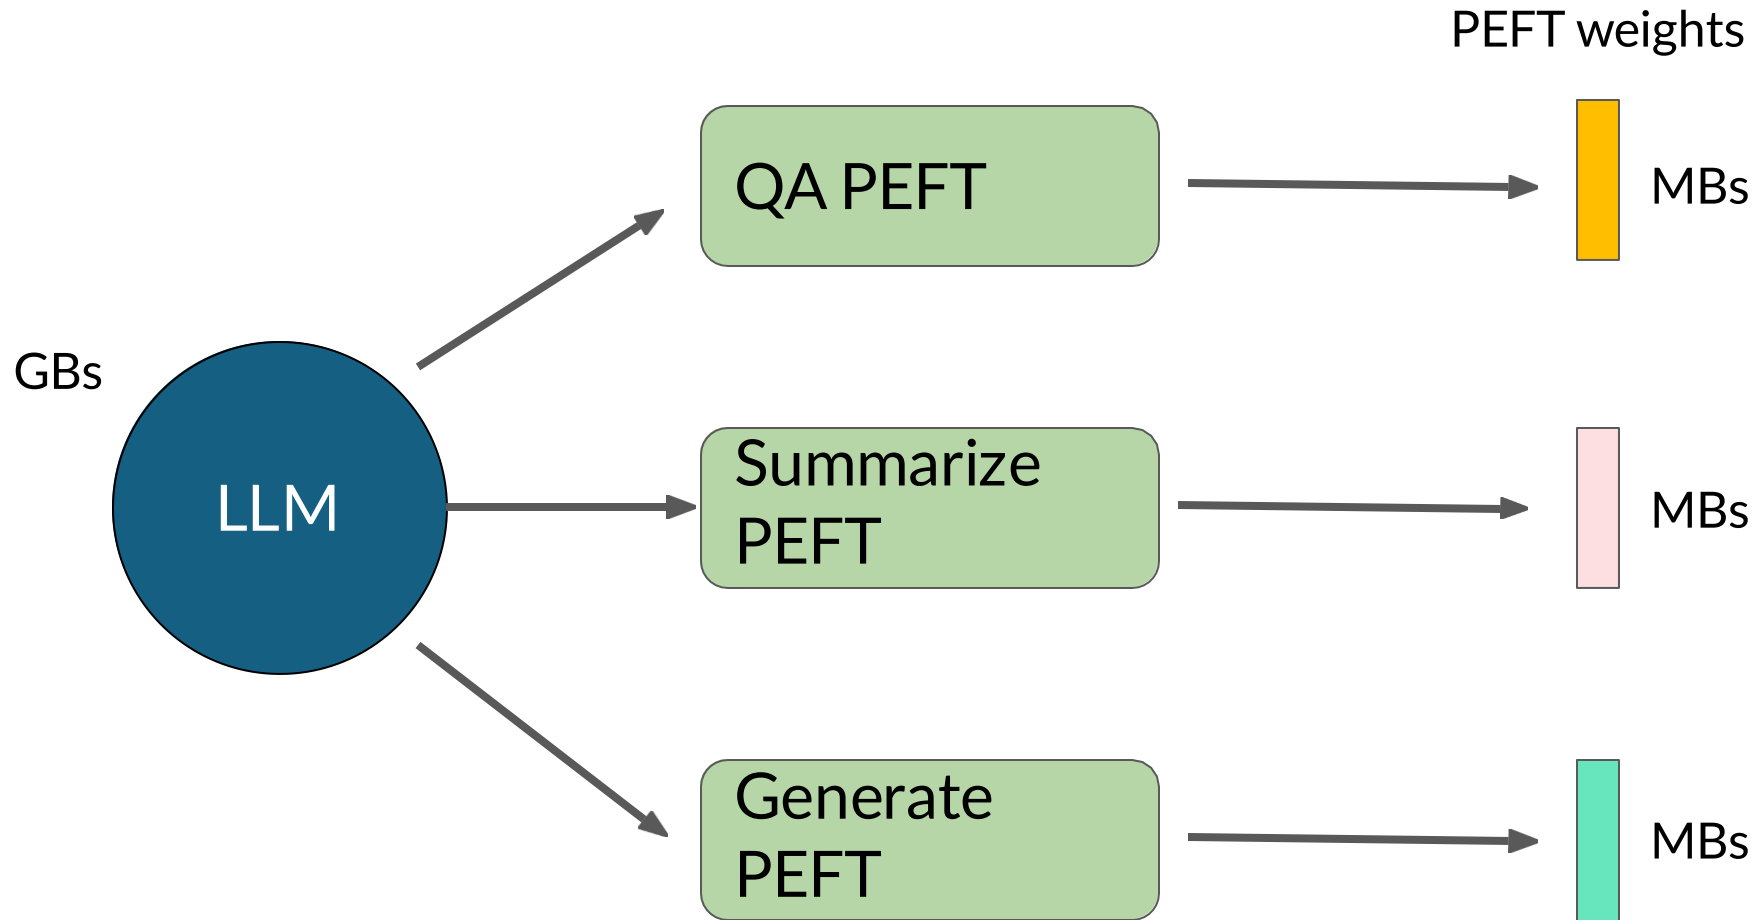 PEFT weights
QA PEFT
MBs
GBs
LLM
Summarize
PEFT
MBs
Generate
PEFT
MBs